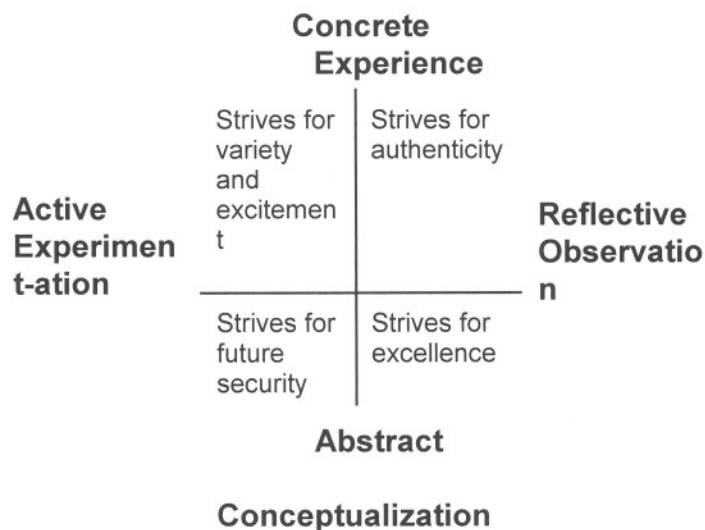 Concrete
Experience
Strives for
variety
and
excitemen
t
Strives for
authenticity
Active
Experimen
t-ation
Reflective
Observatio
n
Strives for
future
security
Strives for
excellence
Abstract
Conceptualization